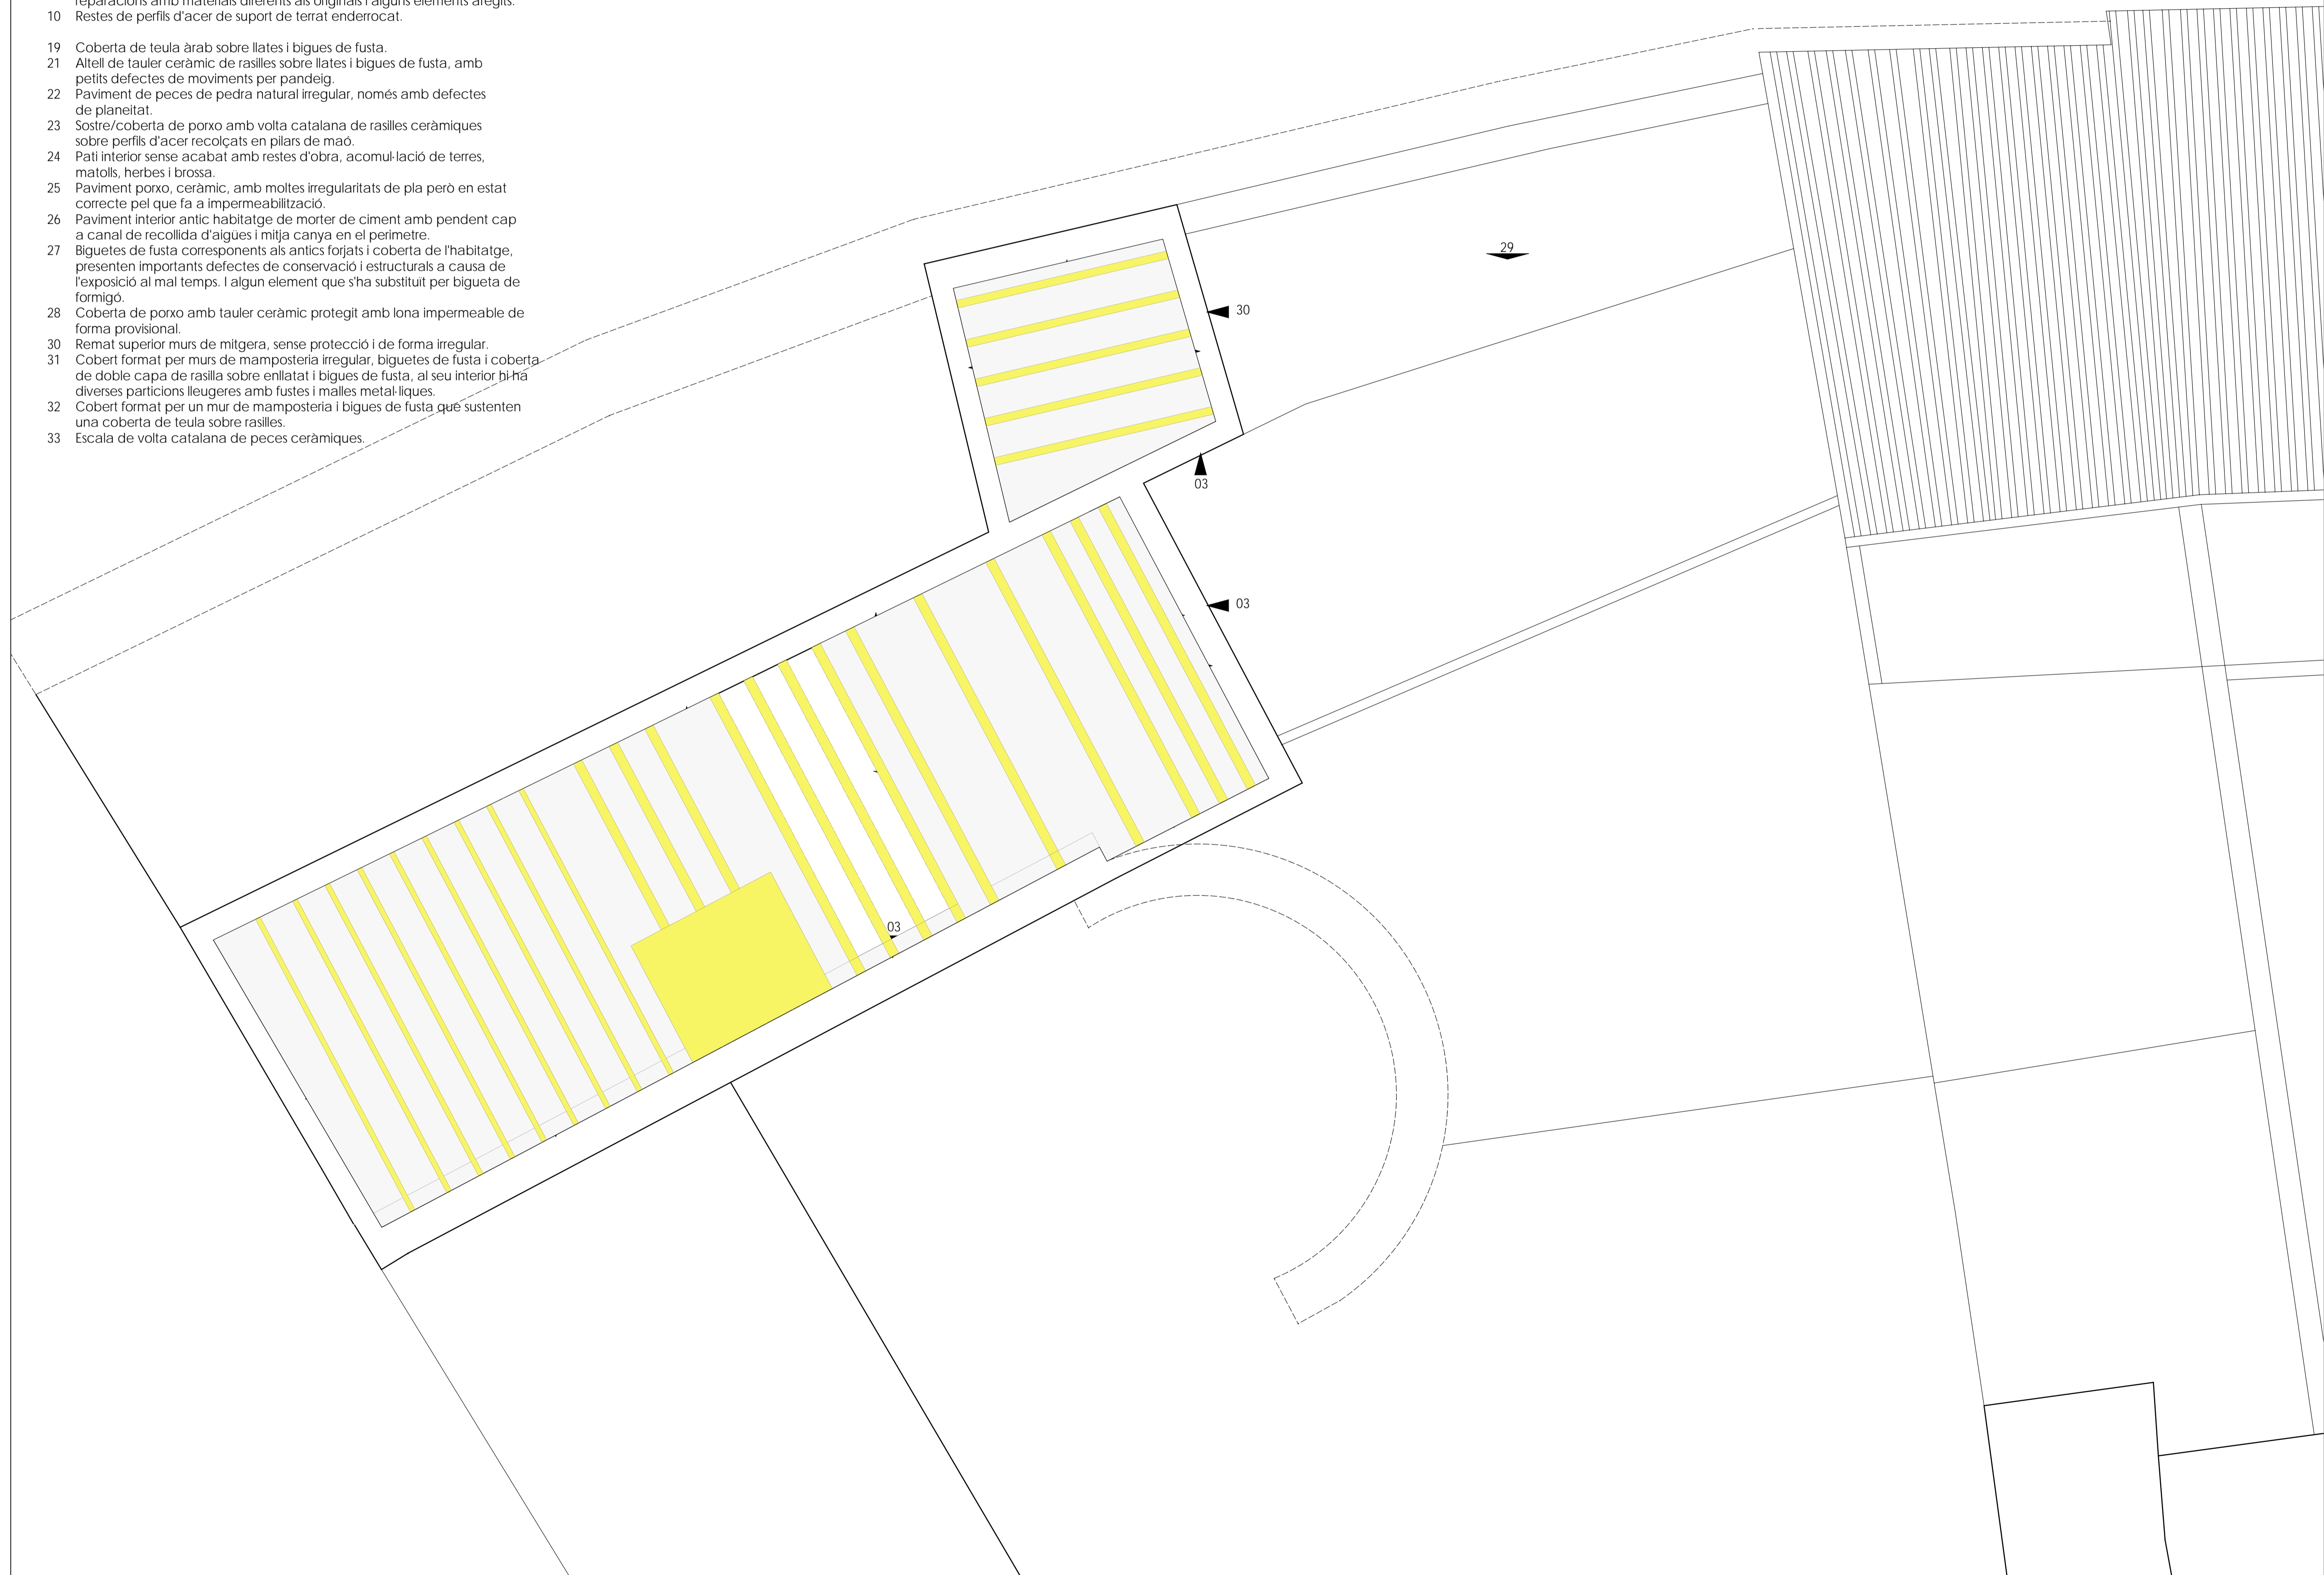 reparacions amb materials diferents als originals i alguns elements afegits.
10 Restes de perfils d'acer de suport de terrat enderrocat.
19 Coberta de teula àrab sobre llates i bigues de fusta.
21 Altell de tauler ceràmic de rasilles sobre llates i bigues de fusta, amb
petits defectes de moviments per pandeig.
22 Paviment de peces de pedra natural irregular, només amb defectes
de planeitat.
23 Sostre/coberta de porxo amb volta catalana de rasilles ceràmiques
sobre perfils d'acer recolçats en pilars de maó.
24 Pati interior sense acabat amb restes d'obra, acomul·lació de terres,
matolls, herbes i brossa.
25 Paviment porxo, ceràmic, amb moltes irregularitats de pla però en estat
correcte pel que fa a impermeabilització.
26 Paviment interior antic habitatge de morter de ciment amb pendent cap
a canal de recollida d'aigües i mitja canya en el perimetre.
27 Biguetes de fusta corresponents als antics forjats i coberta de l'habitatge,
presenten importants defectes de conservació i estructurals a causa de
l'exposició al mal temps. I algun element que s'ha substituït per bigueta de
formigó.
28 Coberta de porxo amb tauler ceràmic protegit amb lona impermeable de
forma provisional.
30 Remat superior murs de mitgera, sense protecció i de forma irregular.
31 Cobert format per murs de mamposteria irregular, biguetes de fusta i coberta
de doble capa de rasilla sobre enllatat i bigues de fusta, al seu interior hi ha
diverses particions lleugeres amb fustes i malles metal·liques.
32 Cobert format per un mur de mamposteria i bigues de fusta que sustenten
una coberta de teula sobre rasilles.
33 Escala de volta catalana de peces ceràmiques.
29
30
03
03
03